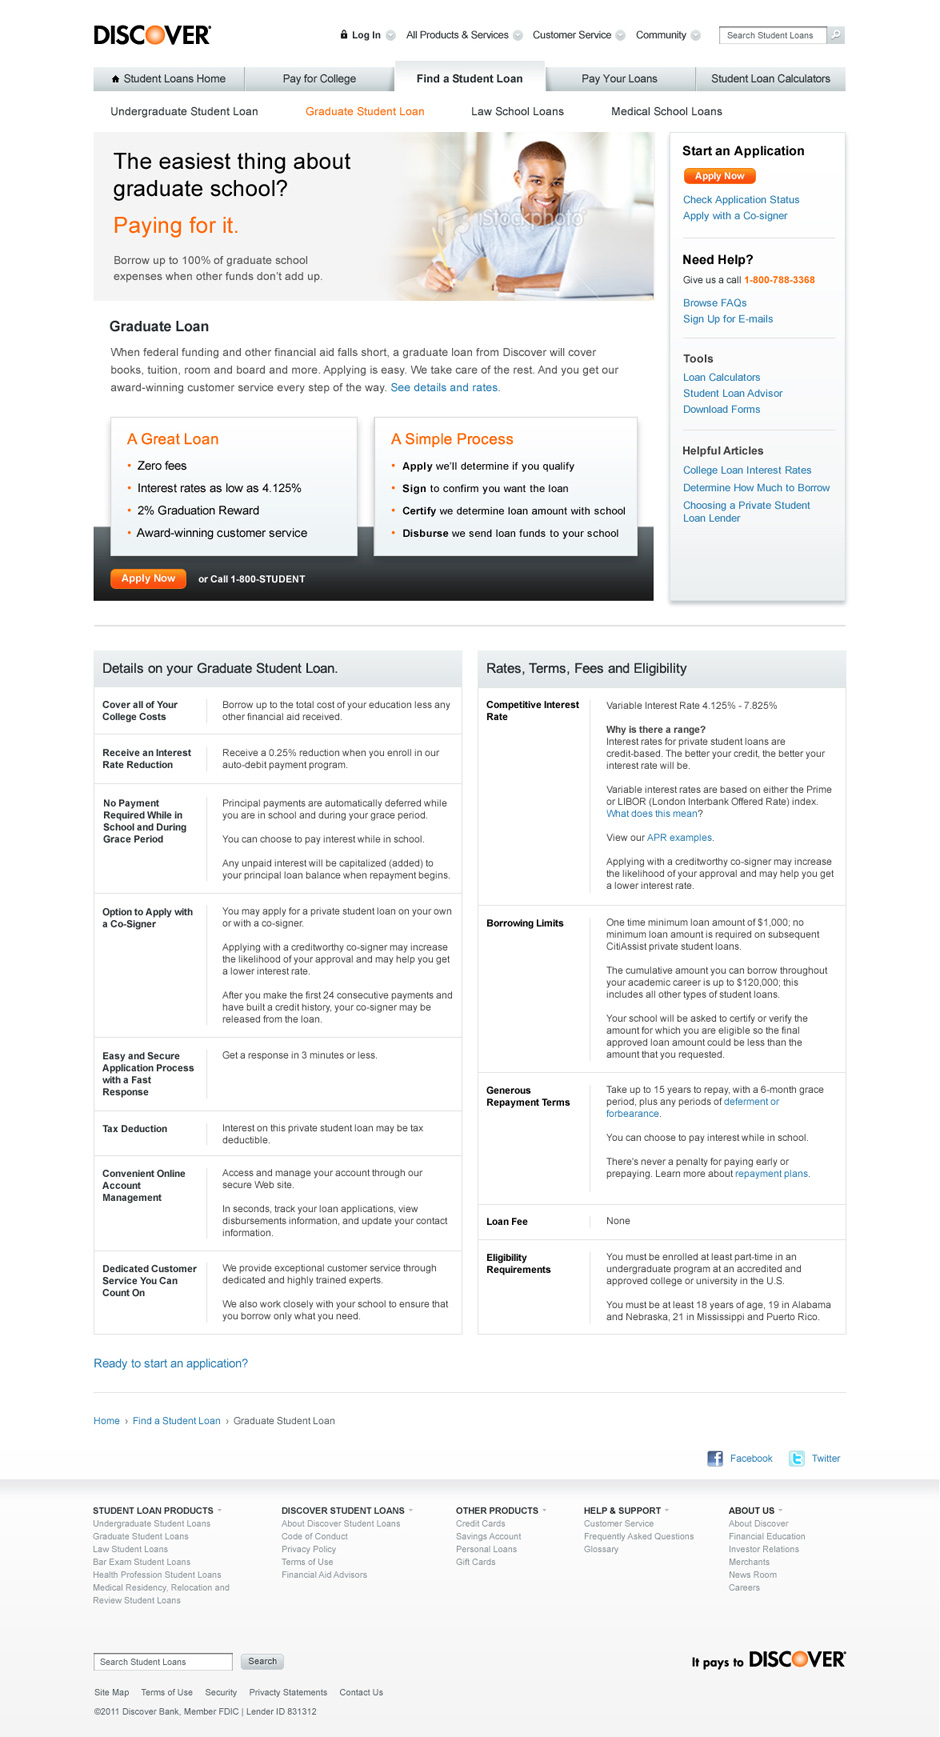 DISCOVER
Log In
All Products & Services
Customer Service
Community
Search Student Loans
Student Loans Home
Pay for College
Find a Student Loan
Pay Your Loans
Student Loan Calculators
Undergraduate Student Loan
Graduate Student Loan
Law School Loans
Medical School Loans
The easiest thing about
graduate school?
Paying for it.
Borrow up to 100% of graduate school
expenses when other funds don't add up.
iStockphoto
Start an Application
Apply Now
Check Application Status
Apply with a Co-signer
Need Help?
Give us a call 1-800-788-3368
Browse FAQs
Sign Up for E-mails
Tools
Loan Calculators
Student Loan Advisor
Download Forms
Helpful Articles
College Loan Interest Rates
Determine How Much to Borrow
Choosing a Private Student
Loan Lender
Graduate Loan
When federal funding and other financial aid falls short, a graduate loan from Discover will cover
books, tuition, room and board and more. Applying is easy. We take care of the rest. And you get our
award-winning customer service every step of the way. See details and rates.
A Great Loan
• Zero fees
• Interest rates as low as 4.125%
• 2% Graduation Reward
• Award-winning customer service
A Simple Process
• Apply we'll determine if you qualify
• Sign to confirm you want the loan
• Certify we determine loan amount with school
• Disburse we send loan funds to your school
Apply Now
or Call 1-800-STUDENT
Details on your Graduate Student Loan.
Cover all of Your
College Costs
Borrow up to the total cost of your education less any
other financial aid received.
Receive an Interest
Rate Reduction
Receive a 0.25% reduction when you enroll in our
auto-debit payment program.
No Payment
Required While in
School and During
Grace Period
Principal payments are automatically deferred while
you are in school and during your grace period.
You can choose to pay interest while in school.
Any unpaid interest will be capitalized (added) to
your principal loan balance when repayment begins.
Option to Apply with
a Co-Signer
You may apply for a private student loan on your own
or with a co-signer.
Applying with a creditworthy co-signer may increase
the likelihood of your approval and may help you get
a lower interest rate.
After you make the first 24 consecutive payments and
have built a credit history, your co-signer may be
released from the loan.
Easy and Secure
Application Process
with a Fast
Response
Get a response in 3 minutes or less.
Tax Deduction
Interest on this private student loan may be tax
deductible.
Convenient Online
Account
Management
Access and manage your account through our
secure Web site.
In seconds, track your loan applications, view
disbursements information, and update your contact
information.
Dedicated Customer
Service You Can
Count On
We provide exceptional customer service through
dedicated and highly trained experts.
We also work closely with your school to ensure that
you borrow only what you need.
Rates, Terms, Fees and Eligibility
Competitive Interest
Rate
Variable Interest Rate 4.125% - 7.825%
Why is there a range?
Interest rates for private student loans are
credit-based. The better your credit, the better your
interest rate will be.
Variable interest rates are based on either the Prime
or LIBOR (London Interbank Offered Rate) index.
What does this mean?
View our APR examples.
Applying with a creditworthy co-signer may increase
the likelihood of your approval and may help you get
a lower interest rate.
Borrowing Limits
One time minimum loan amount of $1,000; no
minimum loan amount is required on subsequent
CitiAssist private student loans.
The cumulative amount you can borrow throughout
your academic career is up to $120,000; this
includes all other types of student loans.
Your school will be asked to certify or verify the
amount for which you are eligible so the final
approved loan amount could be less than the
amount that you requested.
Generous
Repayment Terms
Take up to 15 years to repay, with a 6-month grace
period, plus any periods of deferment or
forbearance.
You can choose to pay interest while in school.
There's never a penalty for paying early or
prepaying. Learn more about repayment plans.
Loan Fee
None
Eligibility
Requirements
You must be enrolled at least part-time in an
undergraduate program at an accredited and
approved college or university in the U.S.
You must be at least 18 years of age, 19 in Alabama
and Nebraska, 21 in Mississippi and Puerto Rico.
Ready to start an application?
Home › Find a Student Loan › Graduate Student Loan
Facebook
Twitter
STUDENT LOAN PRODUCTS
Undergraduate Student Loans
Graduate Student Loans
Law Student Loans
Bar Exam Student Loans
Health Profession Student Loans
Medical Residency, Relocation and
Review Student Loans
DISCOVER STUDENT LOANS
About Discover Student Loans
Code of Conduct
Privacy Policy
Terms of Use
Financial Aid Advisors
OTHER PRODUCTS
Credit Cards
Savings Account
Personal Loans
Gift Cards
HELP & SUPPORT
Customer Service
Frequently Asked Questions
Glossary
ABOUT US
About Discover
Financial Education
Investor Relations
Merchants
News Room
Careers
Search Student Loans
Search
It pays to DISCOVER
Site Map
Terms of Use
Security
Privacty Statements
Contact Us
©2011 Discover Bank, Member FDIC | Lender ID 831312